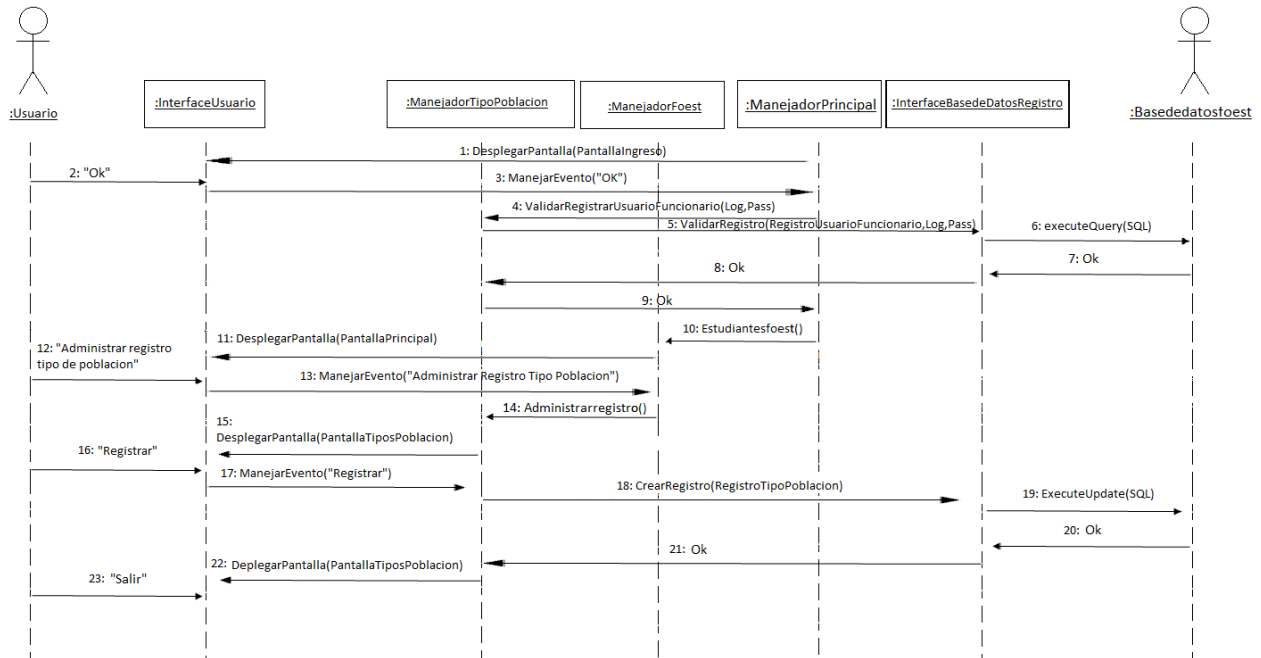 :Usuario
:InterfaceUsuario
:ManejadorTipoPoblacion
:ManejadorFoest
:ManejadorPrincipal
:InterfaceBasedeDatosRegistro
:Basededatosfoest
1: DesplegarPantalla(PantallaIngreso)
2: "Ok"
3: ManejarEvento("OK")
4: ValidarRegistrarUsuarioFuncionario(Log,Pass)
5: ValidarRegistro(RegistroUsuarioFuncionario,Log,Pass)
6: executeQuery(SQL)
7: Ok
8: Ok
9: Ok
10: Estudiantesfoest()
11: DesplegarPantalla(PantallaPrincipal)
12: "Administrar registro
tipo de poblacion"
13: ManejarEvento("Administrar Registro Tipo Poblacion")
14: Administrarregistro()
15:
DesplegarPantalla(PantallaTiposPoblacion)
16: "Registrar"
17: ManejarEvento("Registrar")
18: CrearRegistro(RegistroTipoPoblacion)
19: ExecuteUpdate(SQL)
20: Ok
21: Ok
22: DeplegarPantalla(PantallaTiposPoblacion)
23: "Salir"